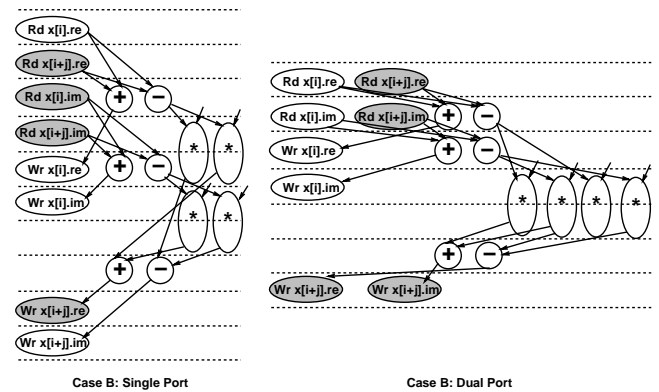 Rd x[i].re
Rd x[i+j].re
Rd x[i].im
+
−
Rd x[i+j].im
*
*
Wr x[i].re
+
−
Wr x[i].im
*
*
+
−
Wr x[i+j].re
Wr x[i+j].im
Case B: Single Port
Rd x[i].re
Rd x[i+j].re
Rd x[i].im
Rd x[i+j].im
+
−
Wr x[i].re
+
−
Wr x[i].im
*
*
*
*
+
−
Wr x[i+j].re
Wr x[i+j].im
Case B: Dual Port